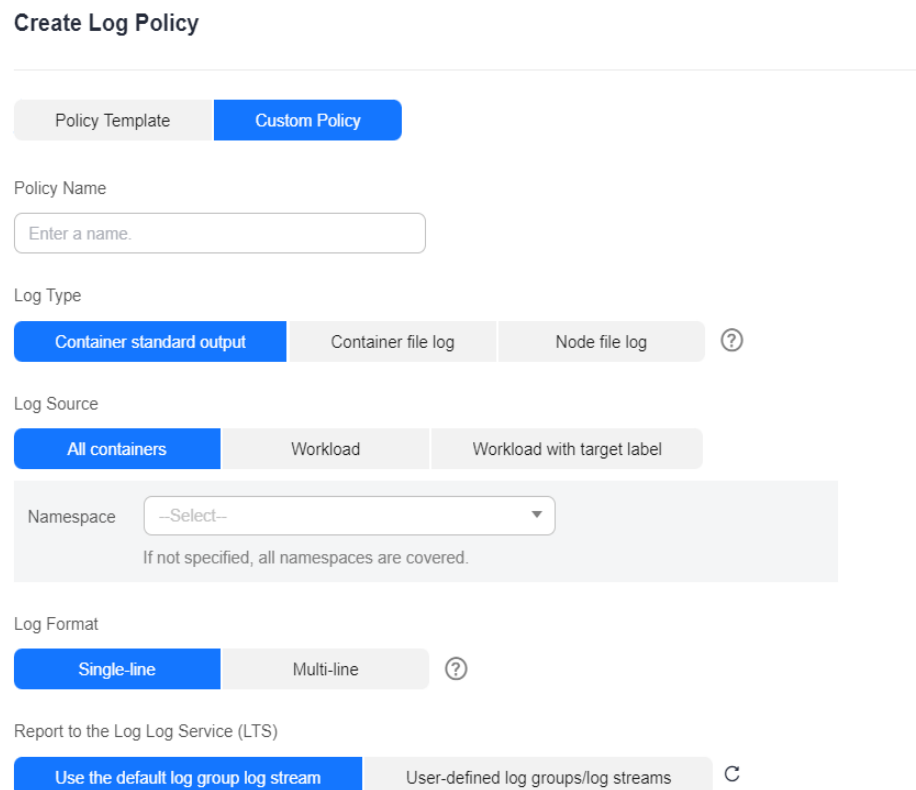 Create Log Policy
Policy Template Custom Policy
Policy Name
Enter a name.
Log Type
Container standard output Container file log Node file log ?
Log Source
All containers Workload Workload with target label
Namespace --Select--
If not specified, all namespaces are covered.
Log Format
Single-line Multi-line ?
Report to the Log Log Service (LTS)
Use the default log group log stream User-defined log groups/log streams